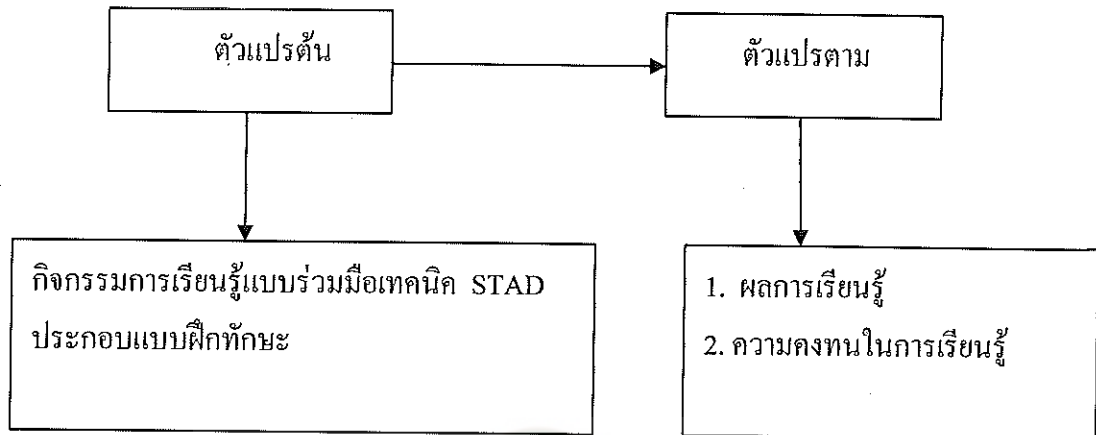 ตัวแปรต้น
ตัวแปรตาม
กิจกรรมการเรียนรู้แบบร่วมมือเทคนิค STAD
ประกอบแบบฝึกทักษะ
1. ผลการเรียนรู้
2. ความคงทนในการเรียนรู้